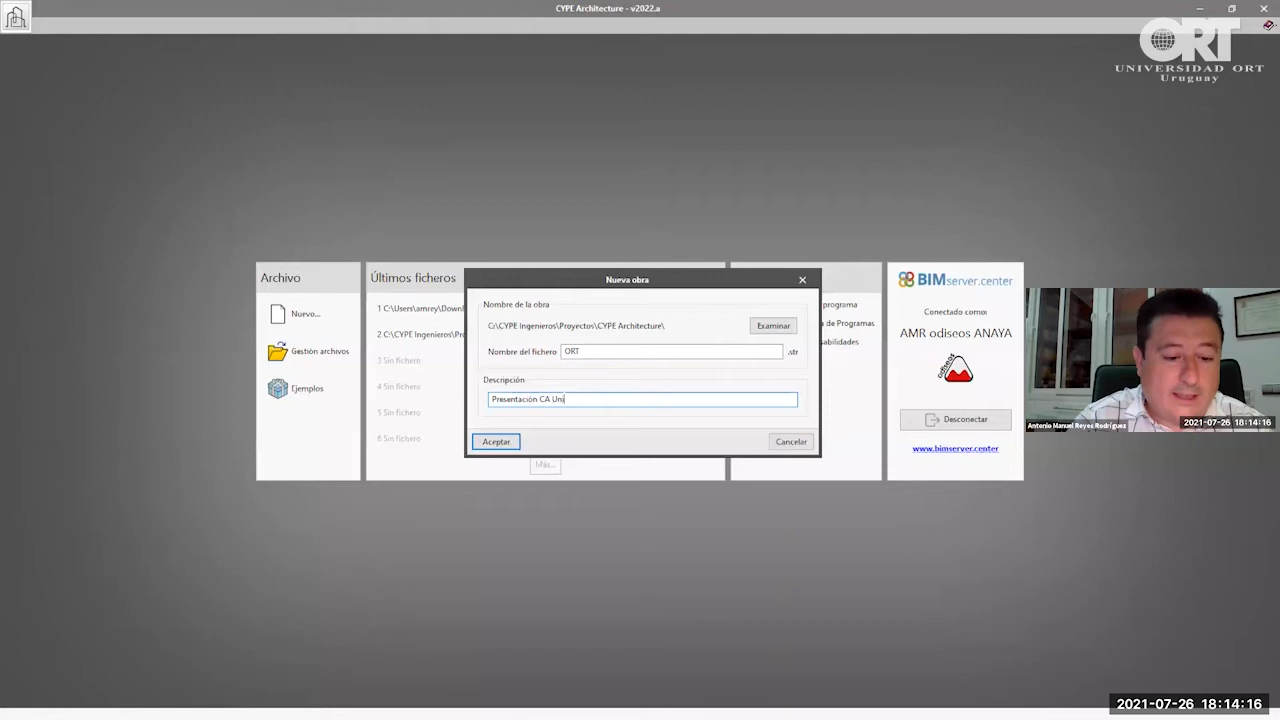 CYPE Architecture - v2022.a
ORT
UNIVERSIDAD ORT
Uruguay
Archivo
Nuevo...
Gestión archivos
Ejemplos
Últimos ficheros
1 C:\Users\amrey\Downl
2 C:\CYPE Ingenieros\Pro
3 Sin fichero
4 Sin fichero
5 Sin fichero
6 Sin fichero
Más...
Nueva obra
Nombre de la obra
C:\CYPE Ingenieros\Proyectos\CYPE Architecture\
Examinar
Nombre del fichero
ORT
.str
Descripción
Presentación CA Uni
Aceptar
Cancelar
programa
a de Programas
sabilidades
BIMserver.center
Conectado como:
AMR odiseos ANAYA
odiseos
Desconectar
www.bimserver.center
Antonio Manuel Reyes Rodríguez
2021-07-26 18:14:16
2021-07-26 18:14:16